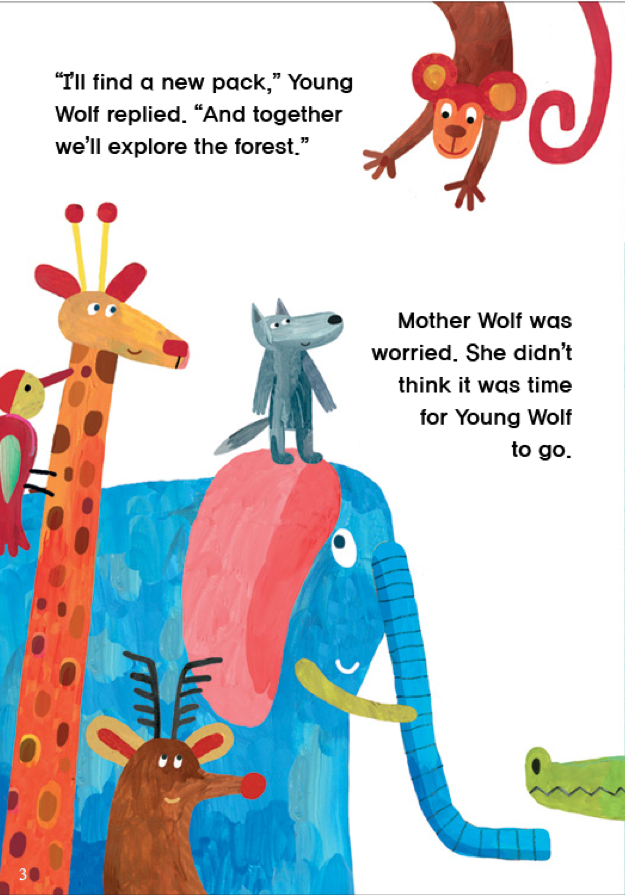 “I’ll find a new pack,” Young
Wolf replied. “And together
we’ll explore the forest.”
Mother Wolf was
worried. She didn’t
think it was time
for Young Wolf
to go.
3